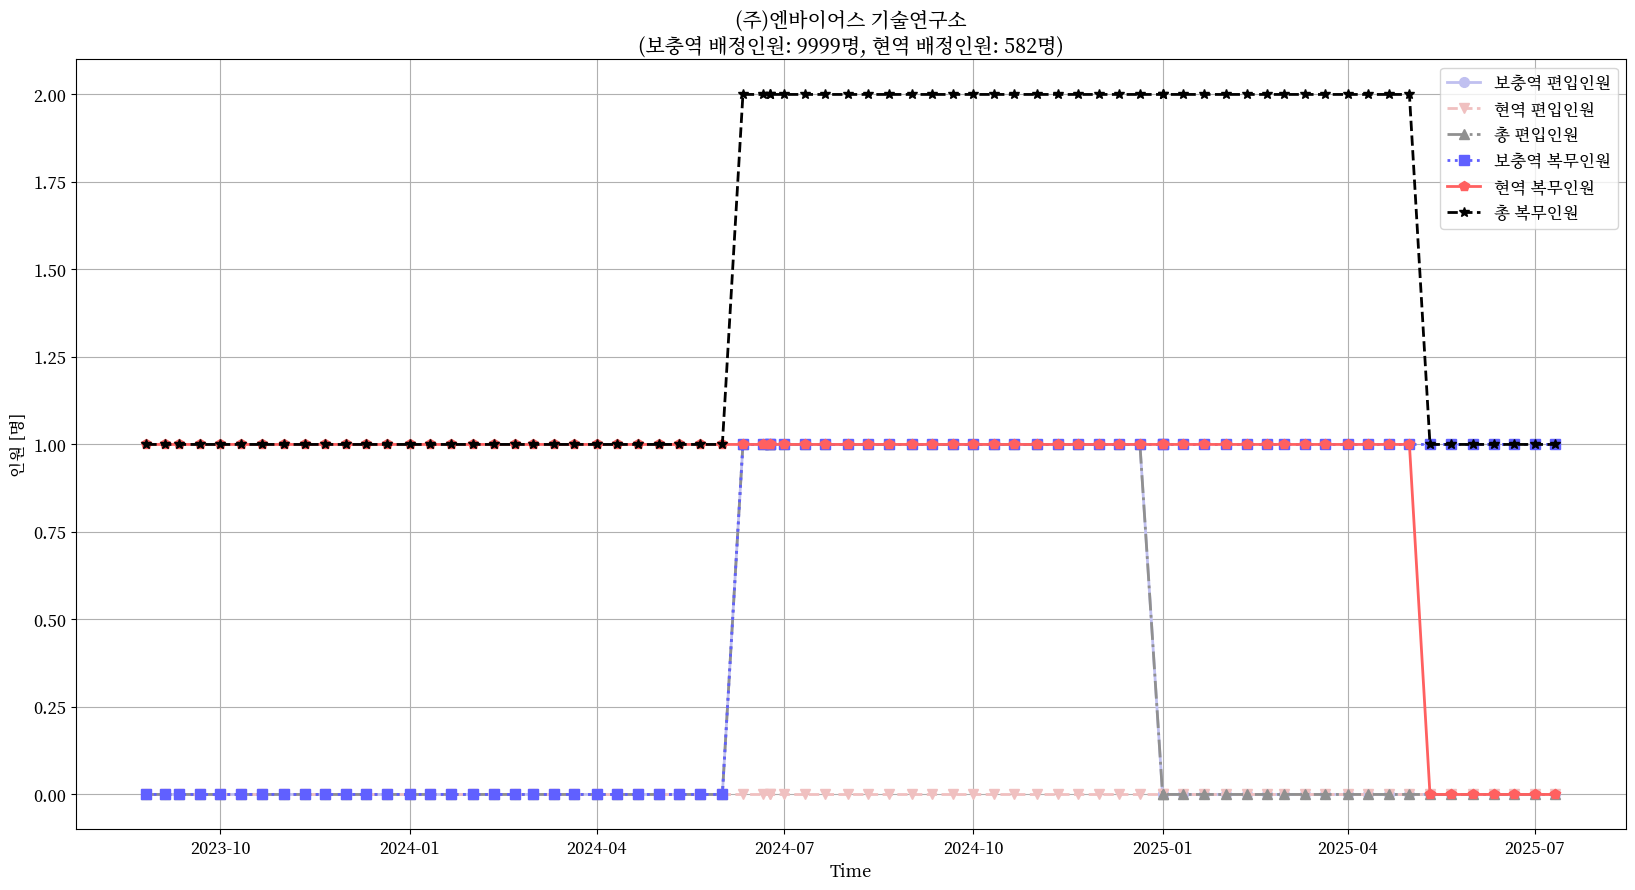 (주)엔바이어스 기술연구소
(보충역 배정인원: 9999명, 현역 배정인원: 582명)
보충역 편입인원
현역 편입인원
총 편입인원
보충역 복무인원
현역 복무인원
총 복무인원
인원 [명]
2.00
1.75
1.50
1.25
1.00
0.75
0.50
0.25
0.00
2023-10
2024-01
2024-04
2024-07
2024-10
2025-01
2025-04
2025-07
Time